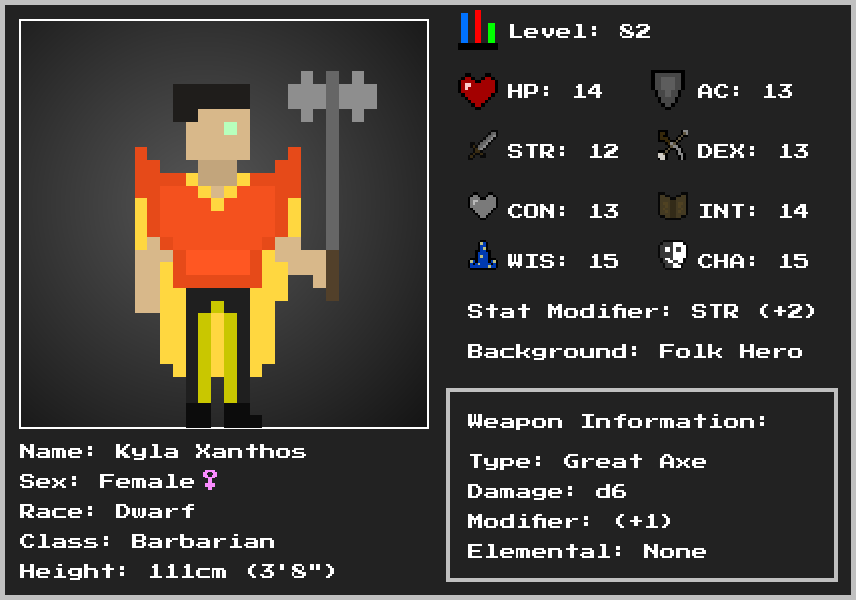 Level: 82
HP: 14
AC: 13
STR: 12
DEX: 13
CON: 13
INT: 14
WIS: 15
CHA: 15
Stat Modifier: STR (+2)
Background: Folk Hero
Weapon Information:
Type: Great Axe
Damage: d6
Modifier: (+1)
Elemental: None
Name: Kyla Xanthos
Sex: Female♀
Race: Dwarf
Class: Barbarian
Height: 111cm (3'8")